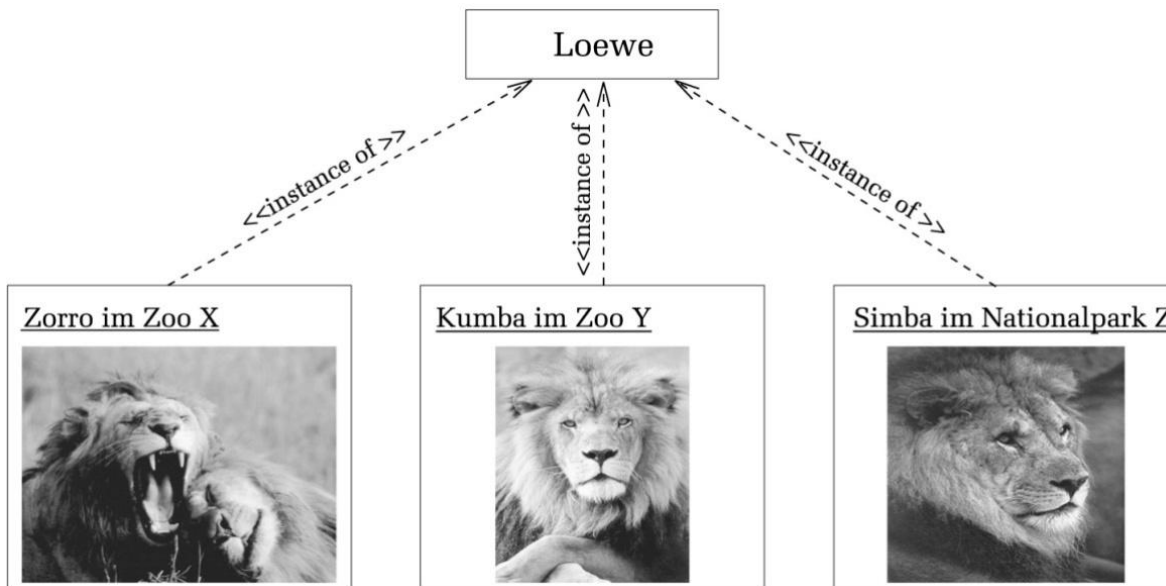 Loewe
<<instance of >>
<<instance of >>
<<instance of >>
Zorro im Zoo X
Kumba im Zoo Y
Simba im Nationalpark Z